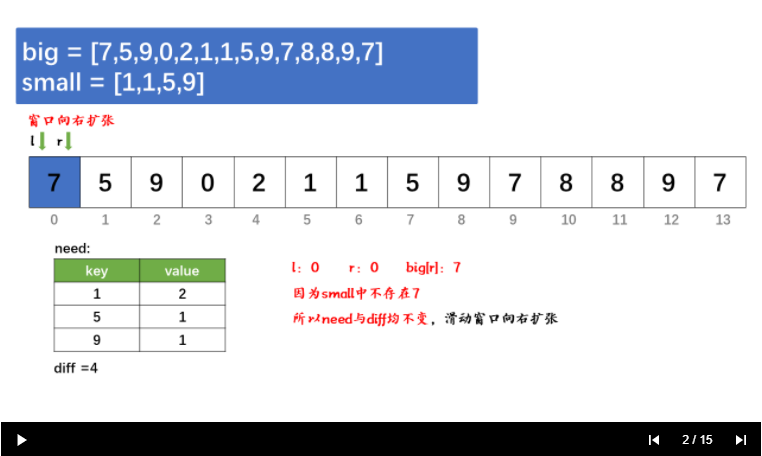 big = [7,5,9,0,2,1,1,5,9,7,8,8,9,7]
small = [1,1,5,9]
窗口向右扩张
l r
7 5 9 0 2 1 1 5 9 7 8 8 9 7
0 1 2 3 4 5 6 7 8 9 10 11 12 13
need:
key value
1 2
5 1
9 1
diff =4
l：0 r：0 big[r]：7
因为small中不存在7
所以need与diff均不变，滑动窗口向右扩张
2 / 15